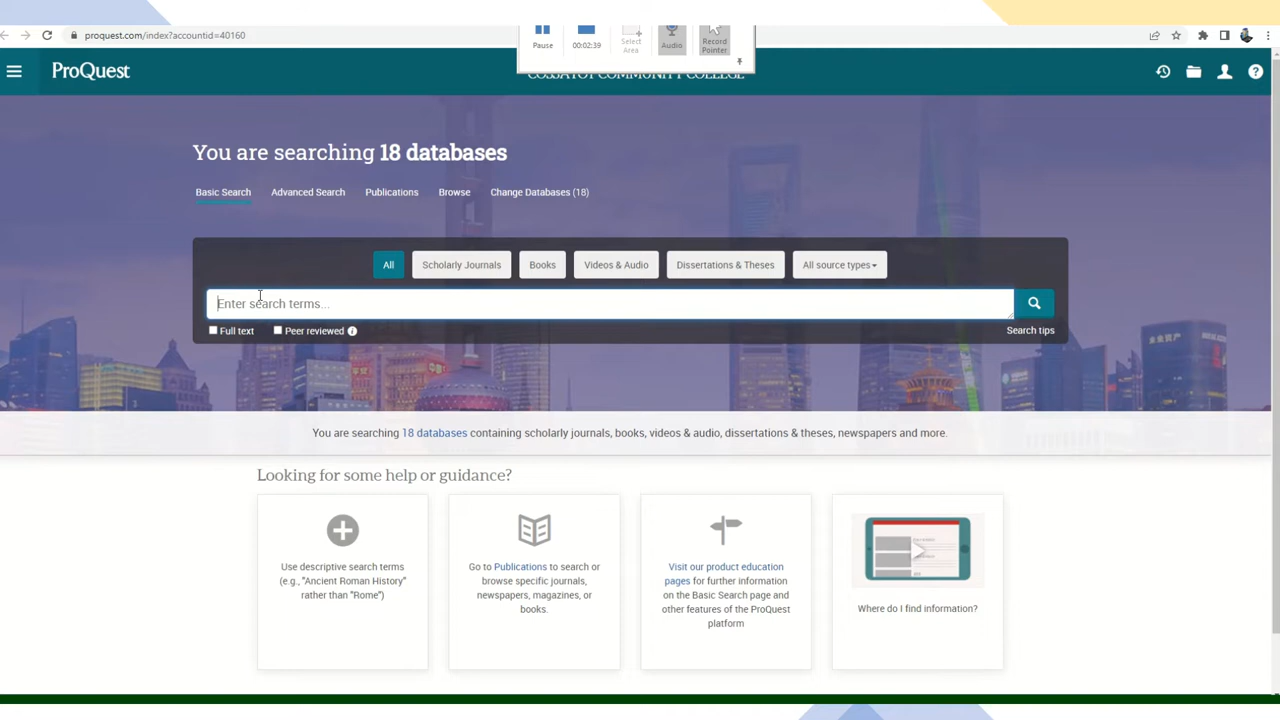 proquest.com/index?accountid=40160
Pause
00:02:39
Select
Area
Audio
Record
Pointer
ProQuest
COSSATOT COMMUNITY COLLEGE
You are searching 18 databases
Basic Search Advanced Search Publications Browse Change Databases (18)
All Scholarly Journals Books Videos & Audio Dissertations & Theses All source types
Enter search terms...
Full text Peer reviewed Search tips
You are searching 18 databases containing scholarly journals, books, videos & audio, dissertations & theses, newspapers and more.
Looking for some help or guidance?
Use descriptive search terms
(e.g., "Ancient Roman History"
rather than "Rome")
Go to Publications to search or
browse specific journals,
newspapers, magazines, or
books.
Visit our product education
pages for further information
on the Basic Search page and
other features of the ProQuest
platform
Where do I find information?